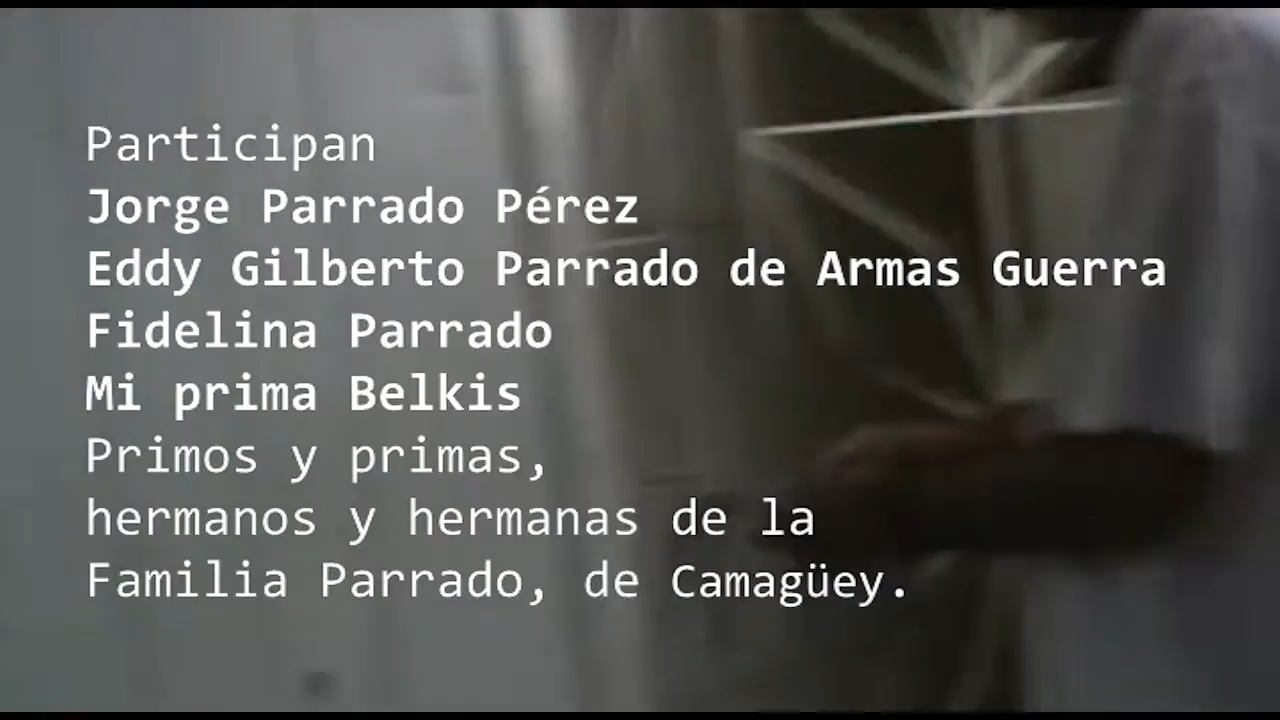 Participan
Jorge Parrado Pérez
Eddy Gilberto Parrado de Armas Guerra
Fidelina Parrado
Mi prima Belkis
Primos y primas,
hermanos y hermanas de la
Familia Parrado, de Camagüey.